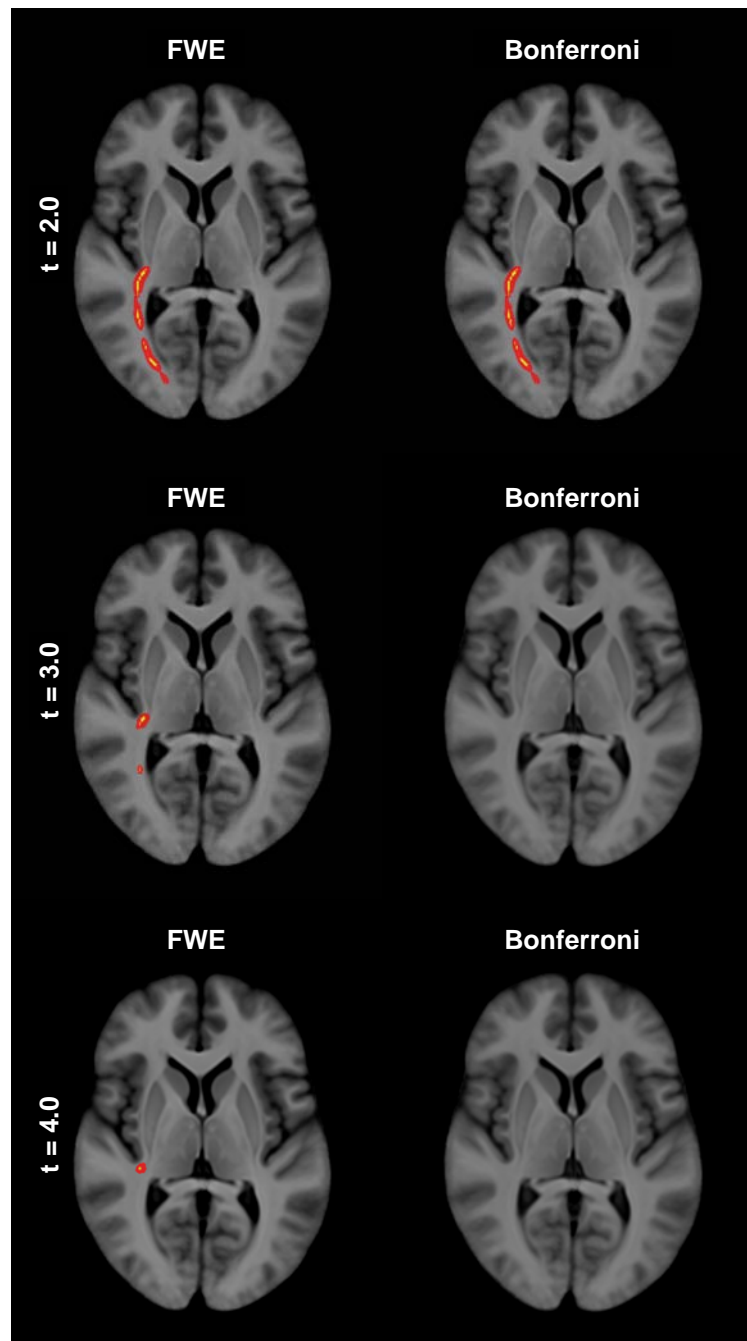 FWE
Bonferroni
t = 2.0
FWE
Bonferroni
t = 3.0
FWE
Bonferroni
t = 4.0